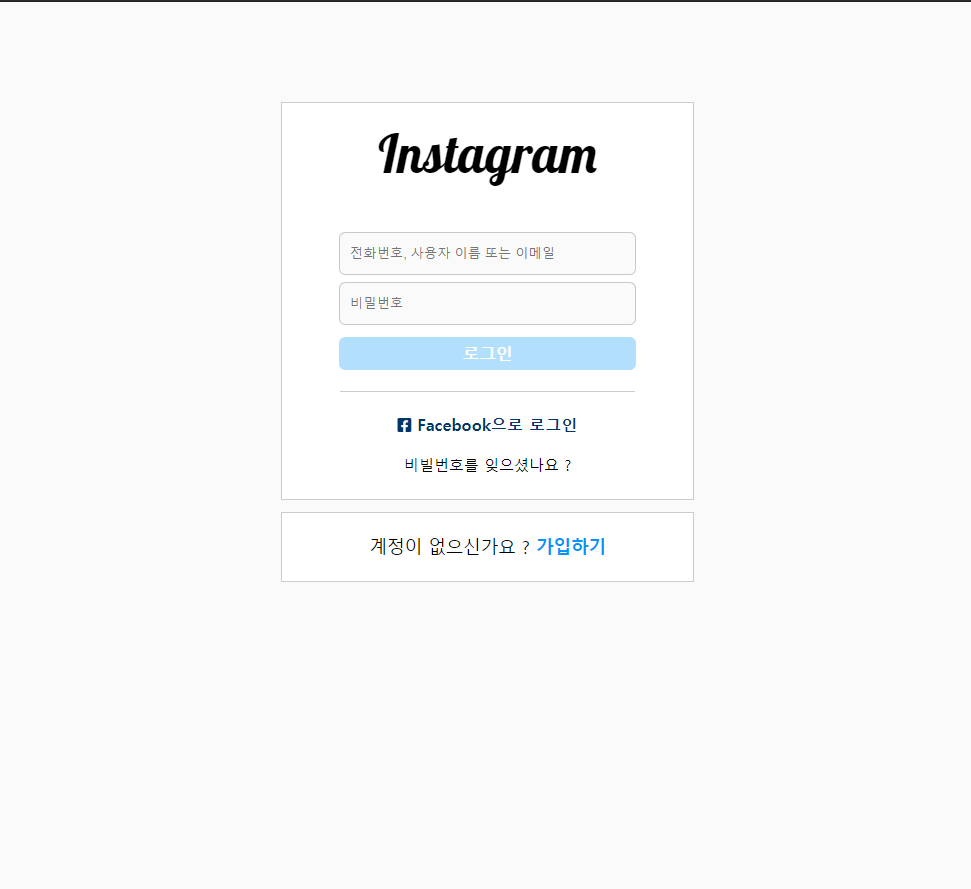 Instagram
전화번호, 사용자 이름 또는 이메일
비밀번호
로그인
Facebook으로 로그인
비빌번호를 잊으셨나요 ?
계정이 없으신가요 ? 가입하기